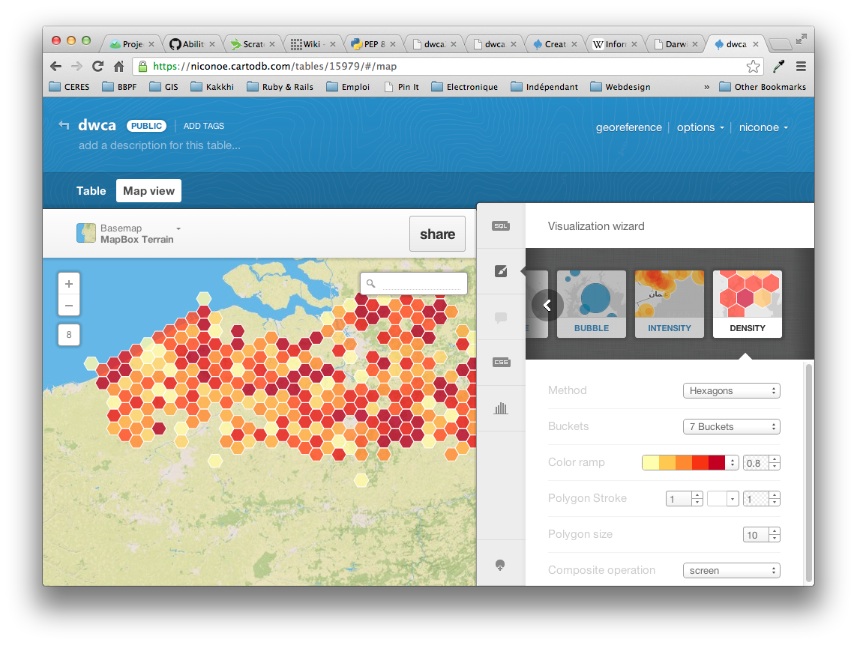 Proje
Abilit
Scrat
Wiki -
PEP 8
dwca.
dwca.
Creat
Infor
Darwi
dwca
https://niconoe.cartodb.com/tables/15979/#/map
CERES BBPF GIS Kakkhi Ruby & Rails Emploi Pin It Electronique Indépendant Webdesign » Other Bookmarks
dwca PUBLIC ADD TAGS
georeference options niconoe
add a description for this table...
Table Map view
Basemap
MapBox Terrain
share
SQL
Visualization wizard
+
−
8
E
BUBBLE
INTENSITY
DENSITY
CSS
Method Hexagons
Buckets 7 Buckets
Color ramp 0.8
Polygon Stroke 1 1
Polygon size 10
Composite operation screen